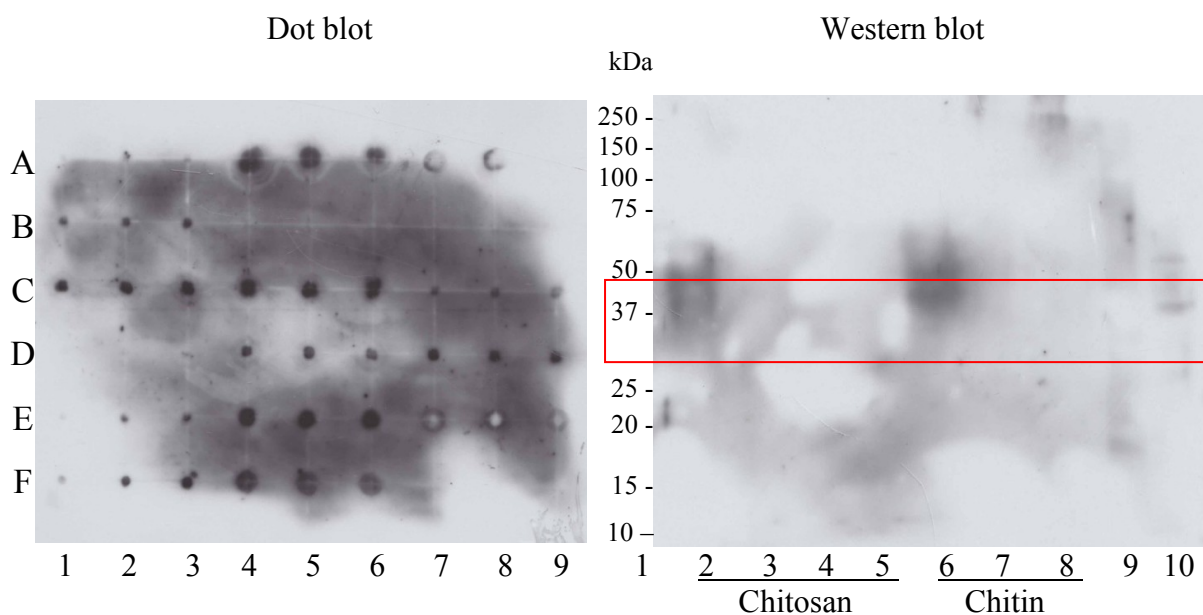 Dot blot
Western blot
kDa
A
B
C
D
E
F
1 2 3 4 5 6 7 8 9
250 -
150 -
100 -
75 -
50 -
37 -
25 -
20 -
15 -
10 –
1 2 3 4 5 6 7 8 9 10
Chitosan Chitin